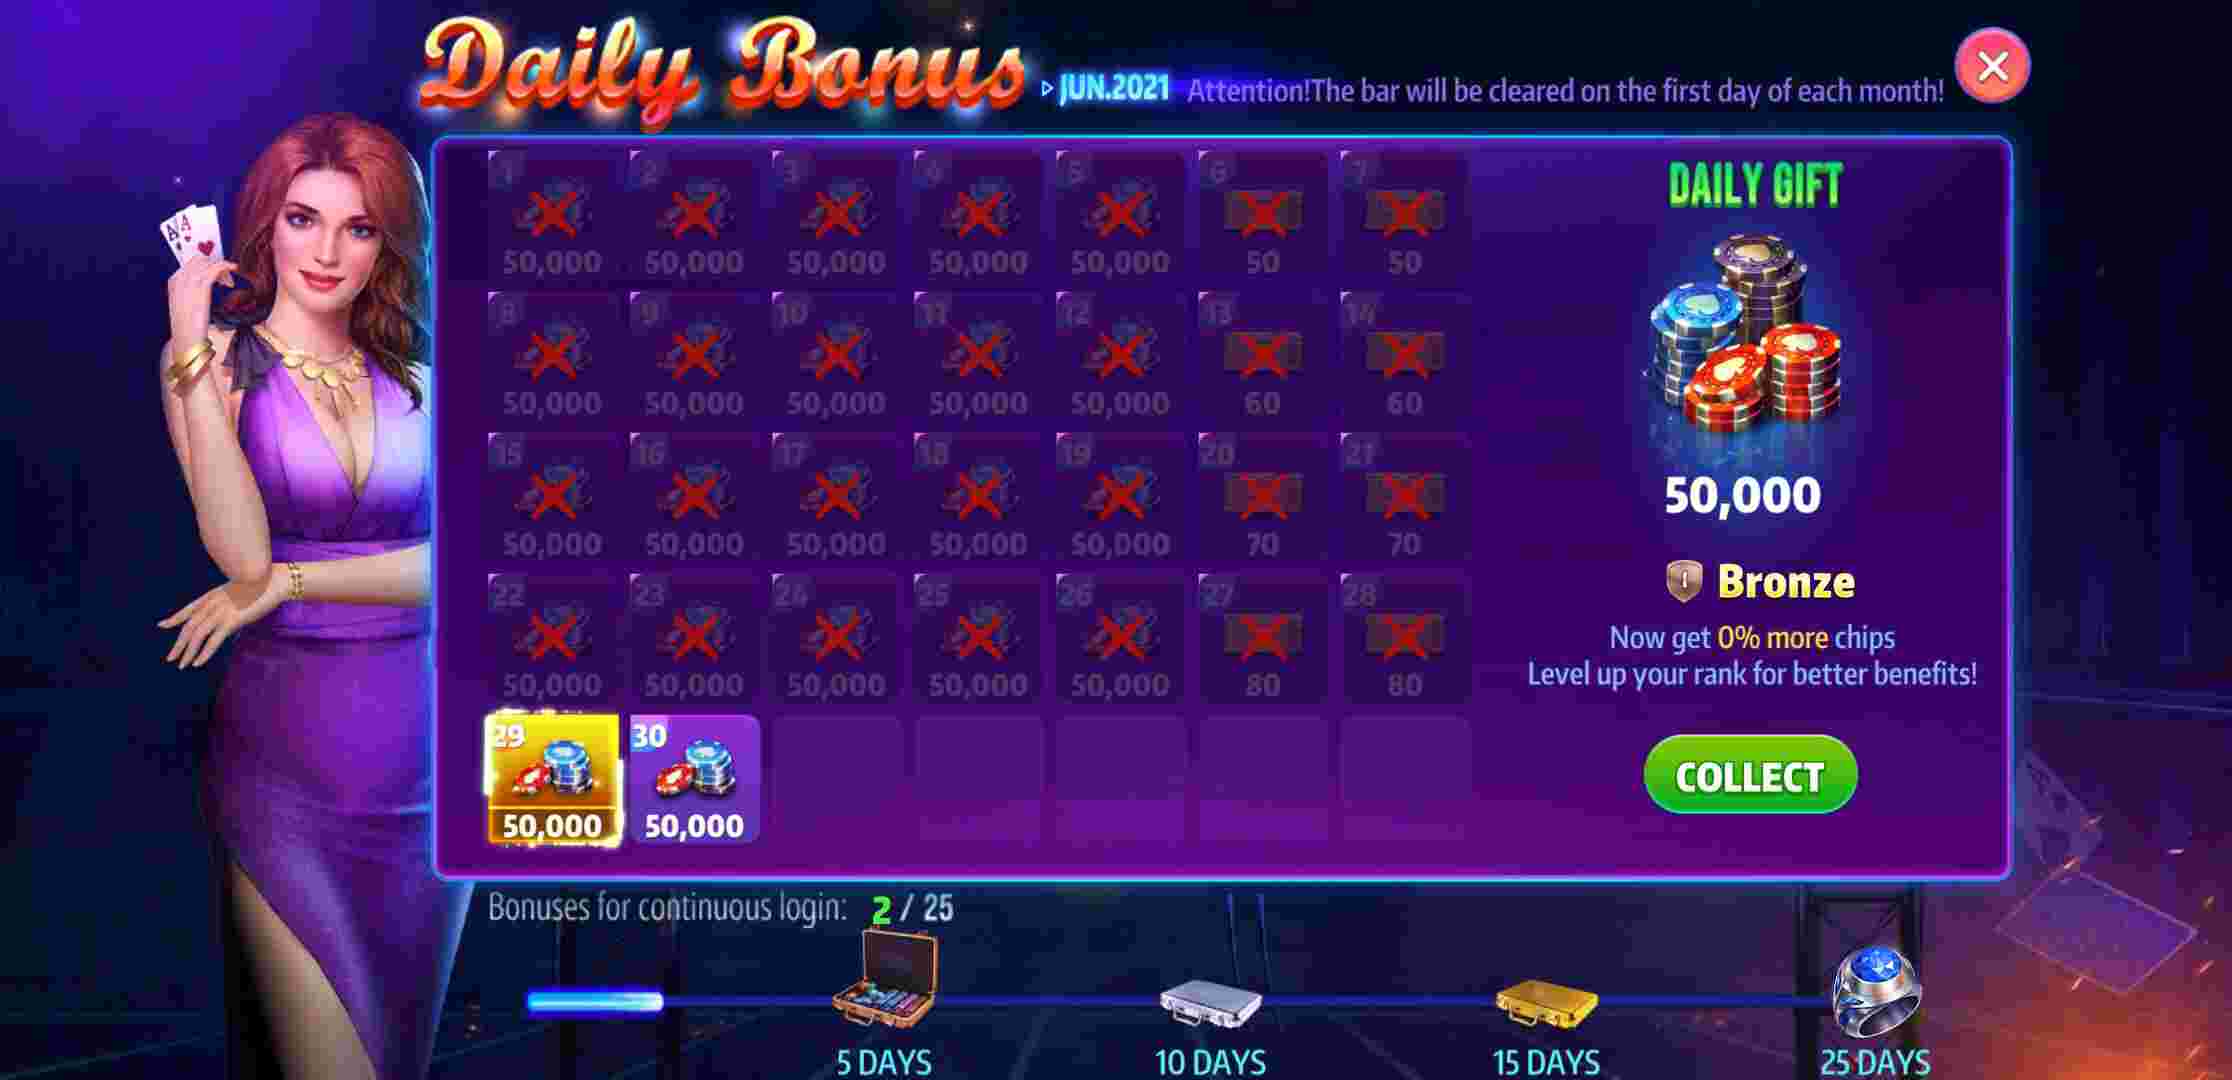 Daily Bonus
JUN.2021 Attention!The bar will be cleared on the first day of each month!
1 2 3 4 5 6 7
50,000 50,000 50,000 50,000 50,000 50 50
8 9 10 11 12 13 14
50,000 50,000 50,000 50,000 50,000 60 60
15 16 17 18 19 20 21
50,000 50,000 50,000 50,000 50,000 70 70
22 23 24 25 26 27 28
50,000 50,000 50,000 50,000 50,000 80 80
29 30
50,000 50,000
DAILY GIFT
50,000
Bronze
Now get 0% more chips
Level up your rank for better benefits!
COLLECT
Bonuses for continuous login: 2 / 25
5 DAYS 10 DAYS 15 DAYS 25 DAYS
A A